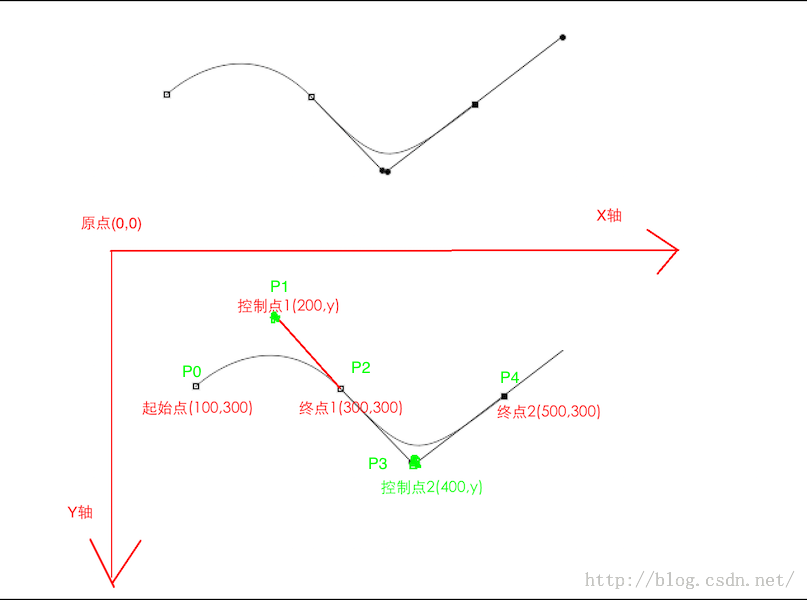 原点(0,0)
X轴
P1
控制点1(200,y)
P0
P2
P4
起始点(100,300)
终点1(300,300)
终点2(500,300)
P3
控制点2(400,y)
Y轴
http://blog.csdn.net/